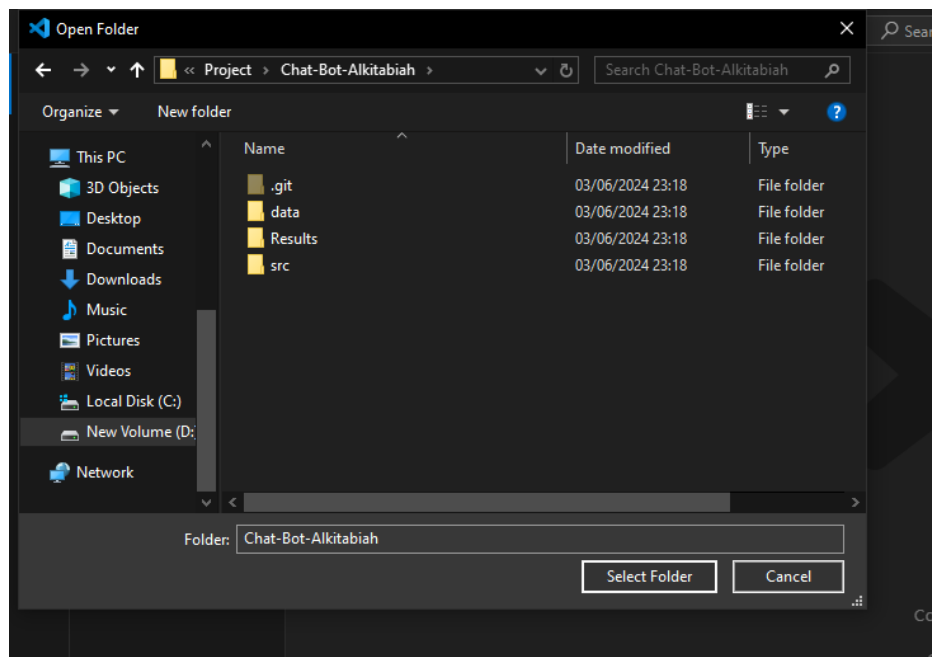 Open Folder
Sear
« Project > Chat-Bot-Alkitabiah >
Search Chat-Bot-Alkitabiah
Organize
New folder
?
This PC
3D Objects
Desktop
Documents
Downloads
Music
Pictures
Videos
Local Disk (C:)
New Volume (D:
Network
Name Date modified Type
.git 03/06/2024 23:18 File folder
data 03/06/2024 23:18 File folder
Results 03/06/2024 23:18 File folder
src 03/06/2024 23:18 File folder
Folder: Chat-Bot-Alkitabiah
Select Folder Cancel
Co